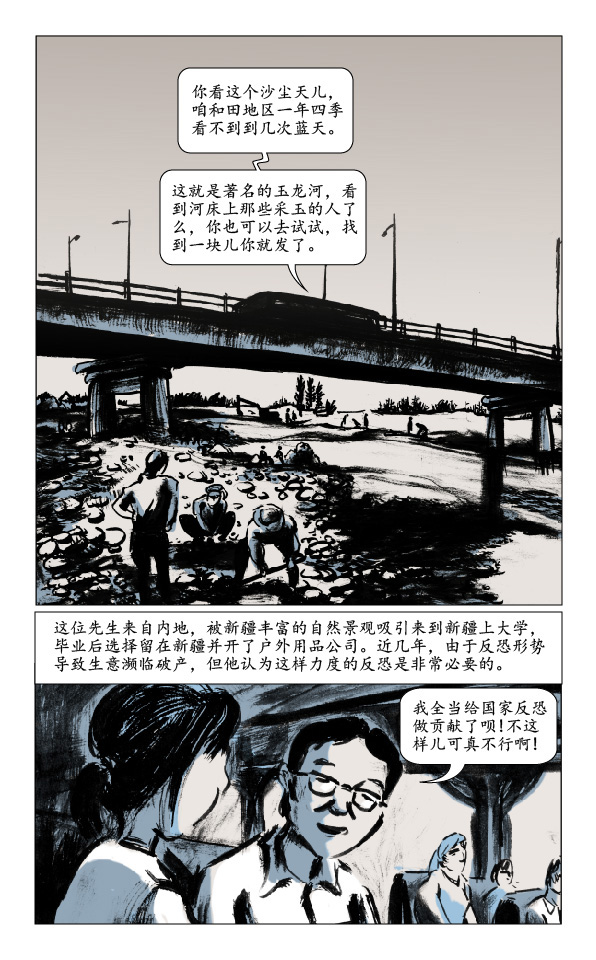 你看这个沙尘天儿，
咱和田地区一年四季
看不到到几次蓝天。
这就是著名的玉龙河，看
到河床上那些采玉的人了
么，你也可以去试试，找
到一块儿你就发了。
这位先生来自内地，被新疆丰富的自然景观吸引来到新疆上大学，
毕业后选择留在新疆并开了户外用品公司。近几年，由于反恐形势
导致生意濒临破产，但他认为这样力度的反恐是非常必要的。
我全当给国家反恐
做贡献了呗！不这
样儿可真不行啊！